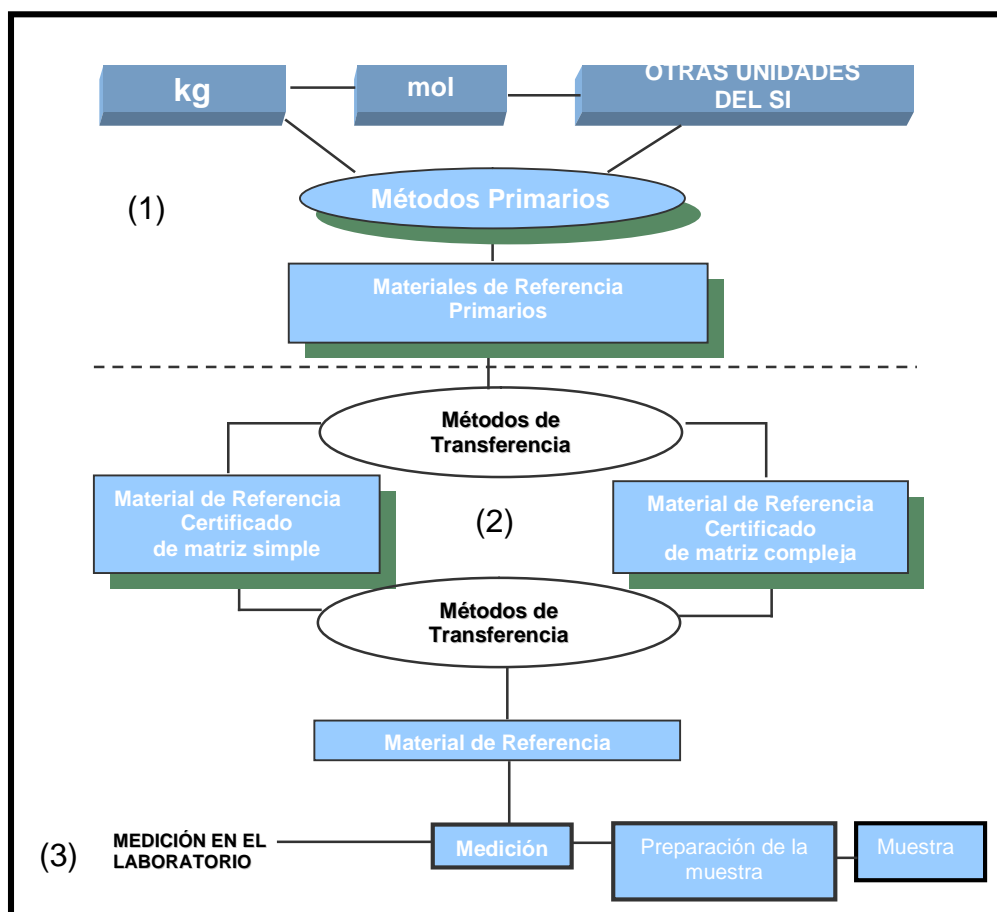 kg
mol
OTRAS UNIDADES
DEL SI
(1)
Métodos Primarios
Materiales de Referencia
Primarios
Métodos de
Transferencia
Material de Referencia
Certificado
de matriz simple
(2)
Material de Referencia
Certificado
de matriz compleja
Métodos de
Transferencia
Material de Referencia
(3)
MEDICIÓN EN EL
LABORATORIO
Medición
Preparación de la
muestra
Muestra